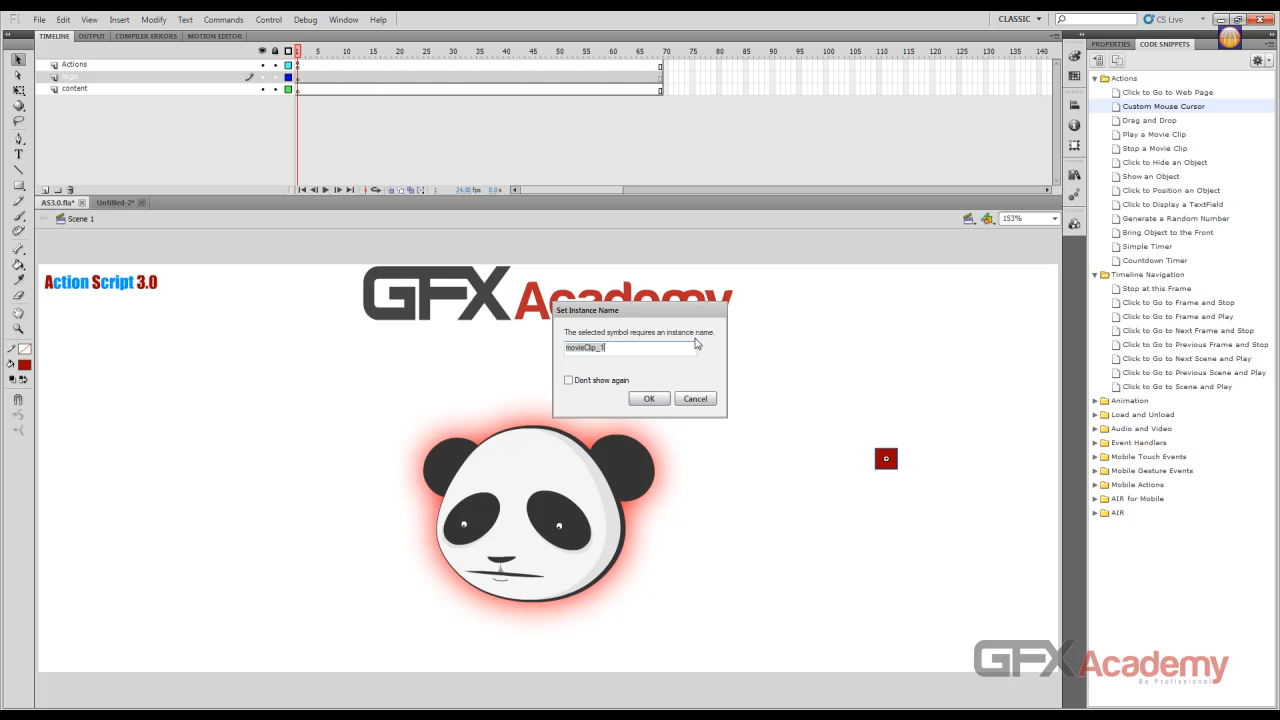 Fl File Edit View Insert Modify Text Commands Control Debug Window Help CLASSIC CS Live
TIMELINE OUTPUT COMPILER ERRORS MOTION EDITOR
1 5 10 15 20 25 30 35 40 45 50 55 60 65 70 75 80 85 90 95 100 105 110 115 120 125 130 135 140
Actions
logo
content
1 24.00 fps 0.0 s
AS3.0.fla* Untitled-2*
Scene 1
153%
Action Script 3.0
GFX Academy
Set Instance Name
The selected symbol requires an instance name.
movieClip_1
Don't show again
OK Cancel
PROPERTIES CODE SNIPPETS
Actions
Click to Go to Web Page
Custom Mouse Cursor
Drag and Drop
Play a Movie Clip
Stop a Movie Clip
Click to Hide an Object
Show an Object
Click to Position an Object
Click to Display a TextField
Generate a Random Number
Bring Object to the Front
Simple Timer
Countdown Timer
Timeline Navigation
Stop at this Frame
Click to Go to Frame and Stop
Click to Go to Frame and Play
Click to Go to Next Frame and Stop
Click to Go to Previous Frame and Stop
Click to Go to Next Scene and Play
Click to Go to Previous Scene and Play
Click to Go to Scene and Play
Animation
Load and Unload
Audio and Video
Event Handlers
Mobile Touch Events
Mobile Gesture Events
Mobile Actions
AIR for Mobile
AIR
GFX Academy
Be Professional